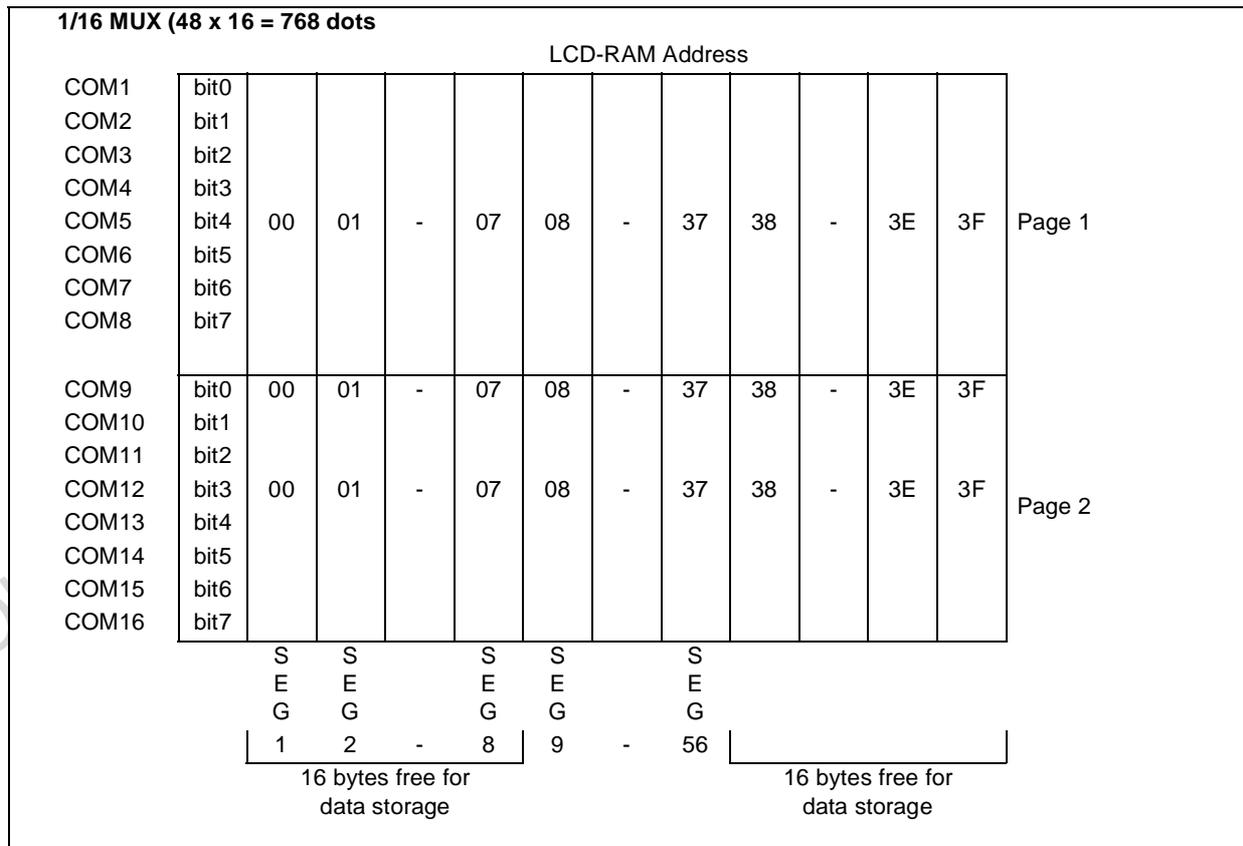 1/16 MUX (48 x 16 = 768 dots
LCD-RAM Address
COM1 bit0
COM2 bit1
COM3 bit2
COM4 bit3
COM5 bit4 00 01 - 07 08 - 37 38 - 3E 3F Page 1
COM6 bit5
COM7 bit6
COM8 bit7
COM9 bit0 00 01 - 07 08 - 37 38 - 3E 3F
COM10 bit1
COM11 bit2
COM12 bit3 00 01 - 07 08 - 37 38 - 3E 3F
Page 2
COM13 bit4
COM14 bit5
COM15 bit6
COM16 bit7
S S S S S
E E E E E
G G G G G
1 2 - 8 9 - 56
16 bytes free for 16 bytes free for
data storage data storage